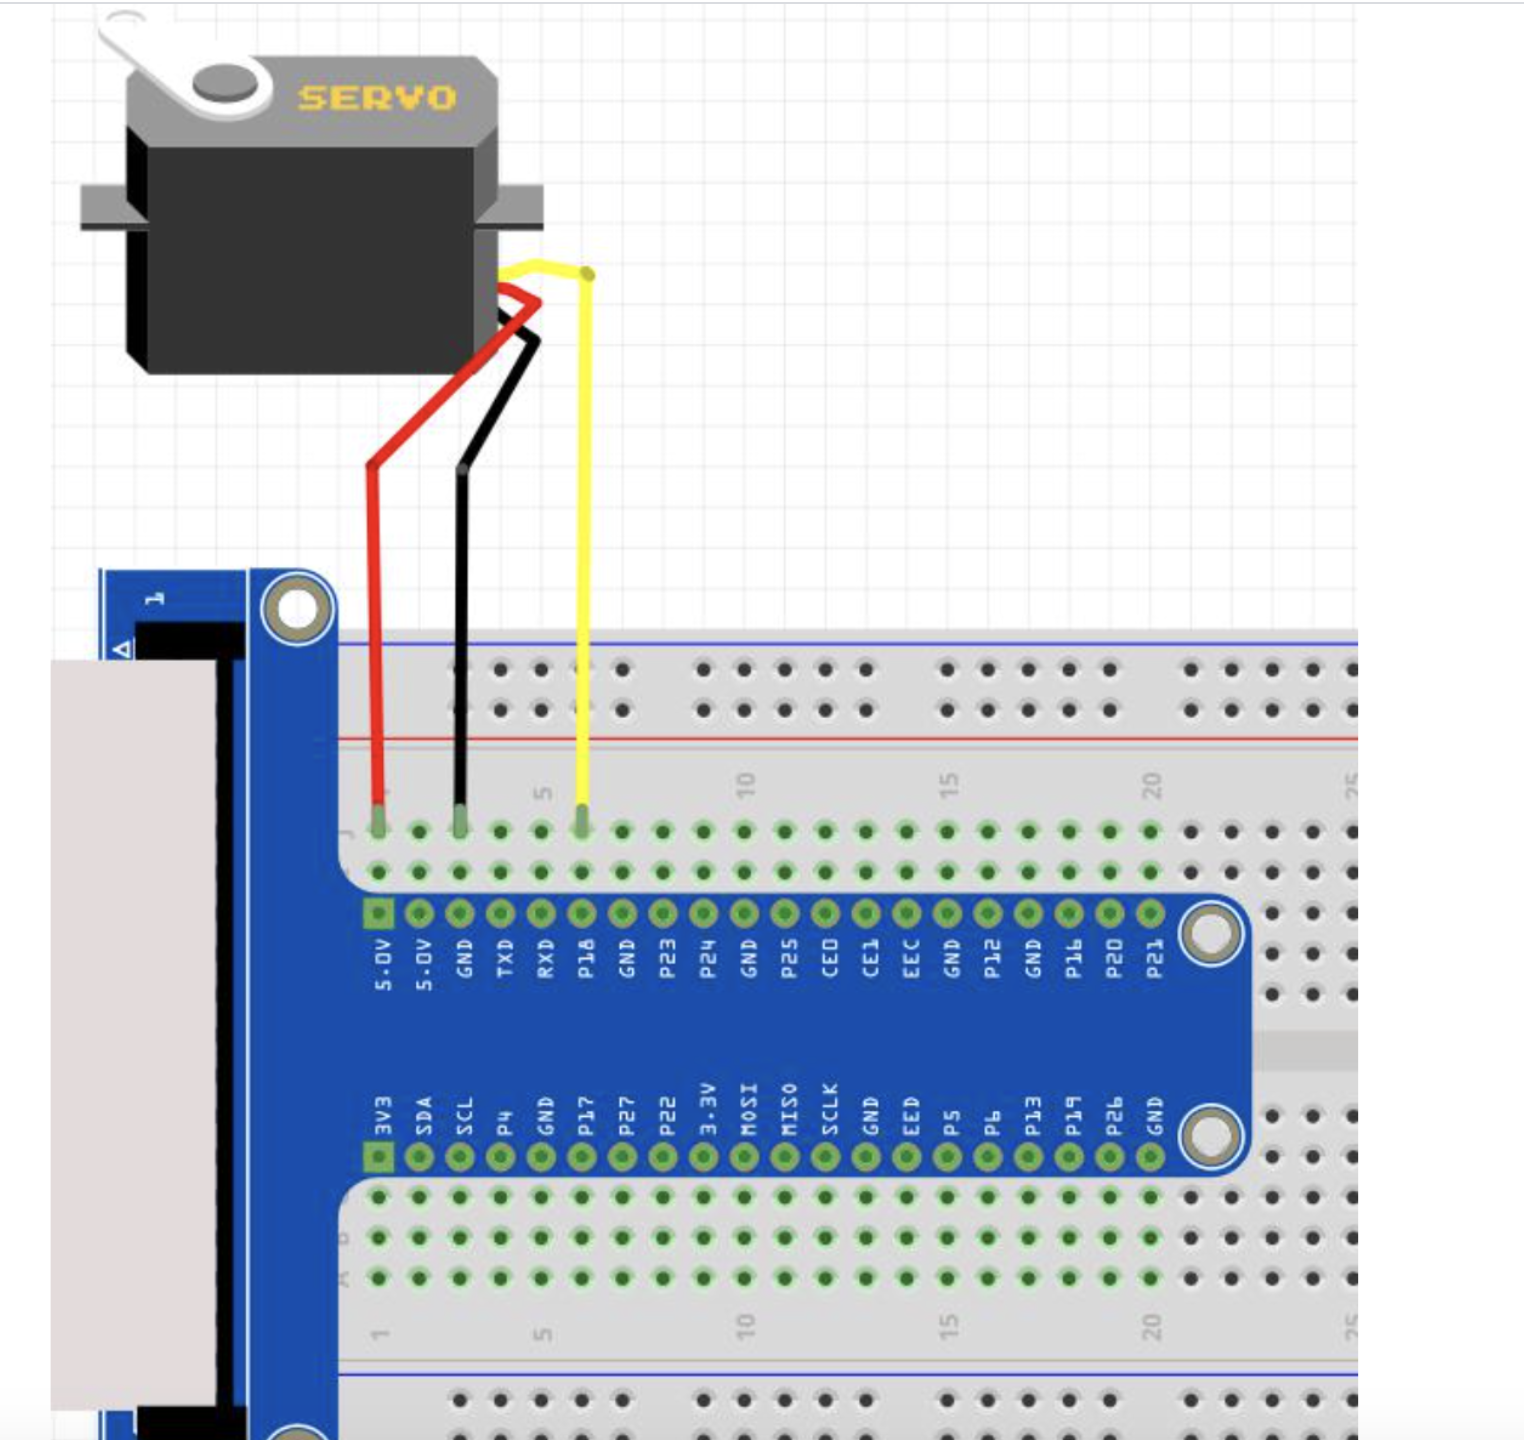 SERVO
1
5 10 15 20 25
J
5.0V 5.0V GND TXD RXD P18 GND P23 P24 GND P25 CE0 CE1 EEC GND P12 GND P16 P20 P21
3V3 SDA SCL P4 GND P17 P27 P22 3.3V MOSI MISO SCLK GND EED P5 P6 P13 P19 P26 GND
B
A
1 5 10 15 20 25